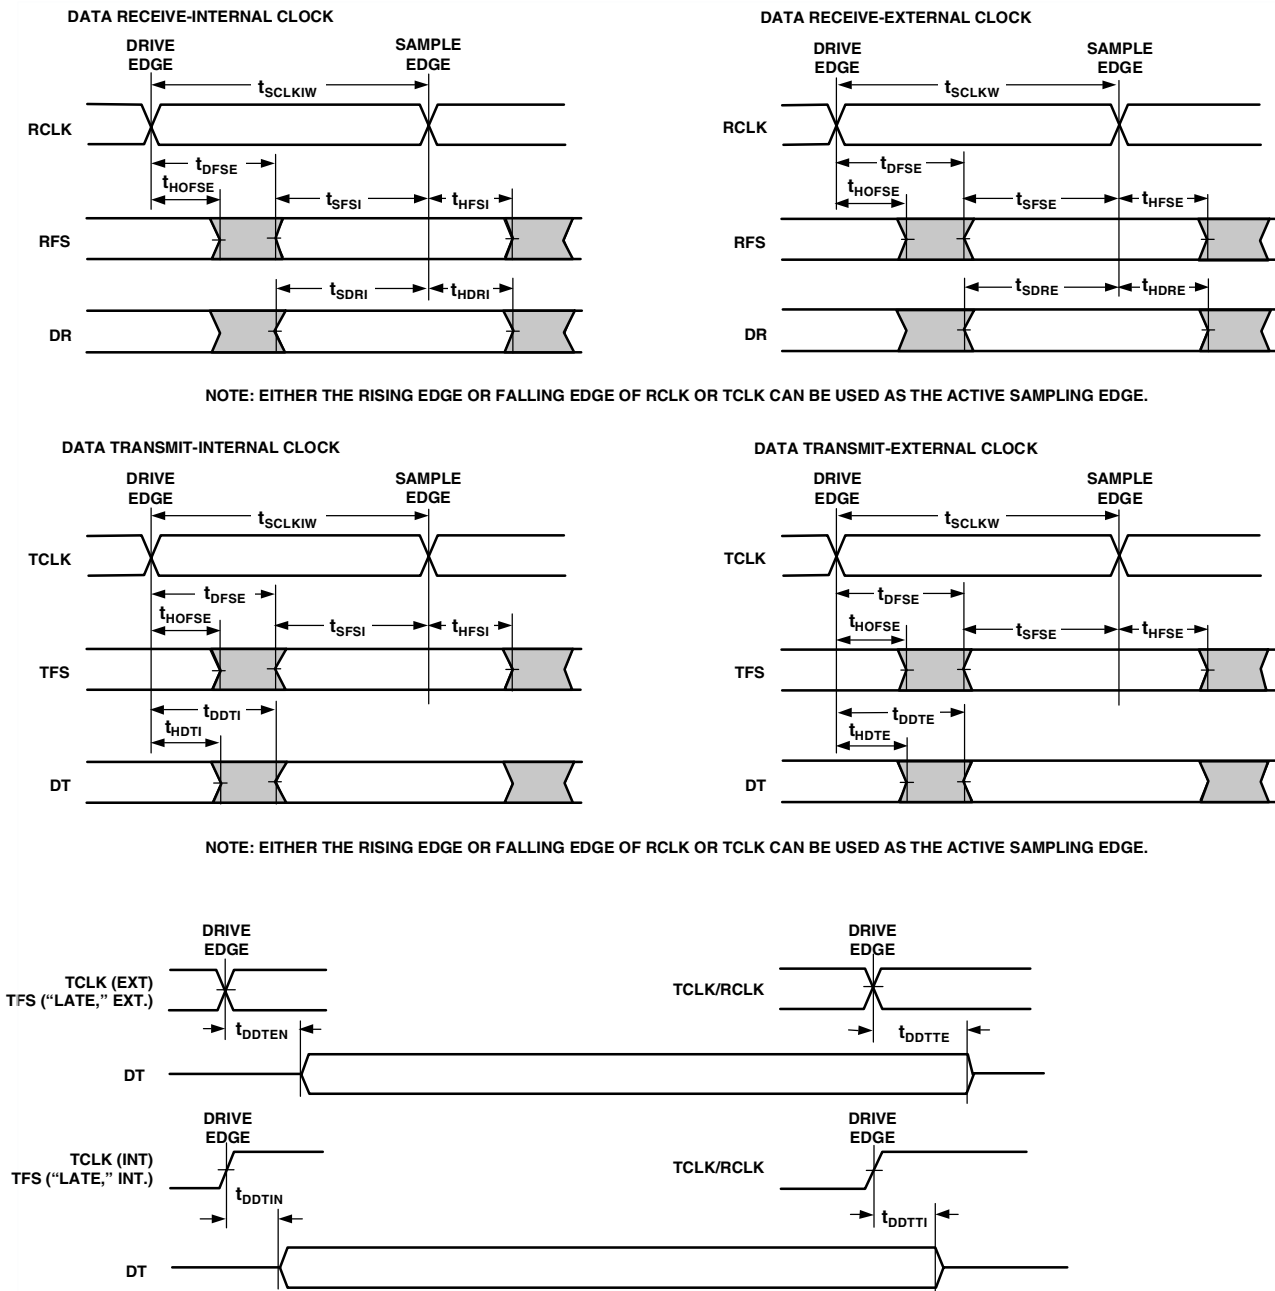 DATA RECEIVE-INTERNAL CLOCK
DRIVE
EDGE
SAMPLE
EDGE
tSCLKIW
RCLK
tDFSE
tHOFSE
tSFSI
tHFSI
RFS
tSDRI
tHDRI
DR
DATA RECEIVE-EXTERNAL CLOCK
DRIVE
EDGE
SAMPLE
EDGE
tSCLKW
RCLK
tDFSE
tHOFSE
tSFSE
tHFSE
RFS
tSDRE
tHDRE
DR
NOTE: EITHER THE RISING EDGE OR FALLING EDGE OF RCLK OR TCLK CAN BE USED AS THE ACTIVE SAMPLING EDGE.
DATA TRANSMIT-INTERNAL CLOCK
DRIVE
EDGE
SAMPLE
EDGE
tSCLKIW
TCLK
tDFSE
tHOFSE
tSFSI
tHFSI
TFS
tDDTI
tHDTI
DT
DATA TRANSMIT-EXTERNAL CLOCK
DRIVE
EDGE
SAMPLE
EDGE
tSCLKW
TCLK
tDFSE
tHOFSE
tSFSE
tHFSE
TFS
tDDTE
tHDTE
DT
NOTE: EITHER THE RISING EDGE OR FALLING EDGE OF RCLK OR TCLK CAN BE USED AS THE ACTIVE SAMPLING EDGE.
DRIVE
EDGE
TCLK (EXT)
TFS (“LATE,” EXT.)
tDDTEN
DT
DRIVE
EDGE
TCLK/RCLK
tDDTTE
DRIVE
EDGE
TCLK (INT)
TFS (“LATE,” INT.)
tDDTIN
DT
DRIVE
EDGE
TCLK/RCLK
tDDTTI